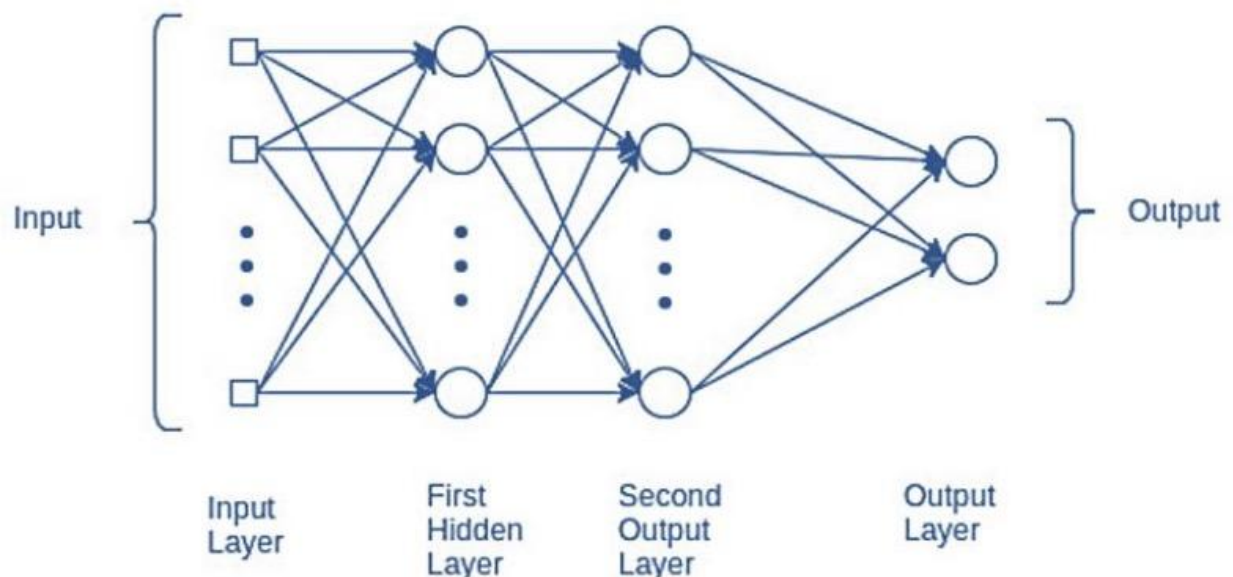 Input
Output
Input
Layer
First
Hidden
Layer
Second
Output
Layer
Output
Layer